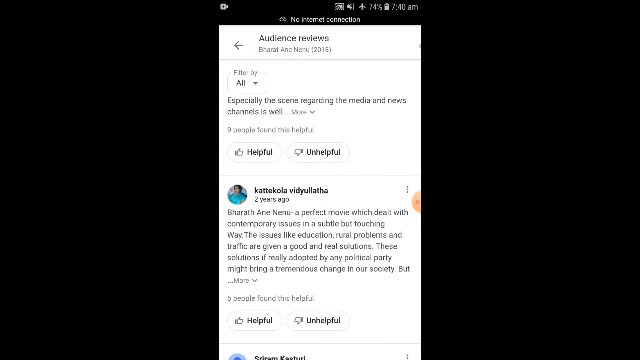 74% 7:40 am
No internet connection
Audience reviews
Bharat Ane Nenu (2018)
Filter by
All
Especially the scene regarding the media and news
channels is well ...More
9 people found this helpful.
Helpful Unhelpful
kattekola vidyullatha
2 years ago
Bharath Ane Nenu- a perfect movie which dealt with
contemporary issues in a subtle but touching
Way.The issues like education, rural problems and
traffic are given a good and real solutions. These
solutions if really adopted by any political party
might bring a tremendous change in our society. But
...More
6 people found this helpful.
Helpful Unhelpful
Sriram Kasturi